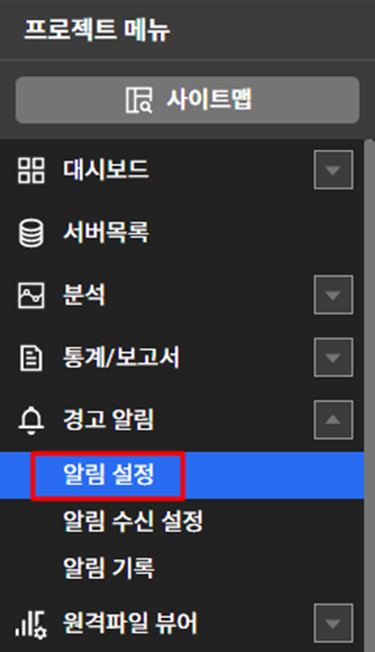 프로젝트 메뉴
사이트맵
대시보드
서버목록
분석
통계/보고서
경고 알림
알림 설정
알림 수신 설정
알림 기록
원격파일 뷰어